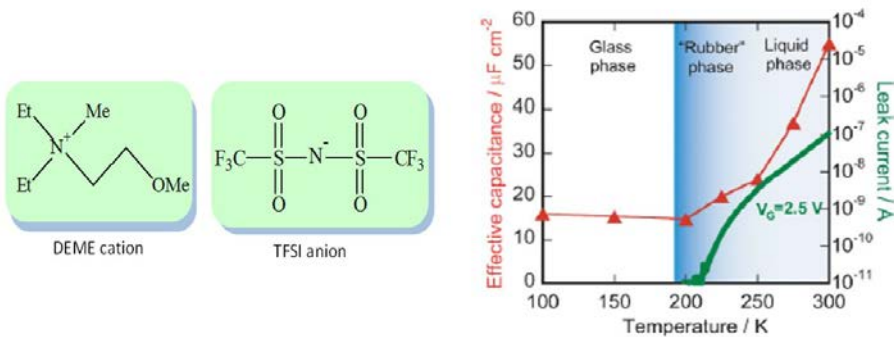 Et
Me
N+
Et
OMe
DEME cation
O
O
F3C—S—N-—S—CF3
O
O
TFSI anion
Effective capacitance / μF cm-2
60
50
40
30
20
10
0
Glass
phase
"Rubber"
phase
Liquid
phase
VG=2.5 V
10-4
10-5
10-6
10-7
10-8
10-9
10-10
10-11
Leak current / A
100
150
200
250
300
Temperature / K